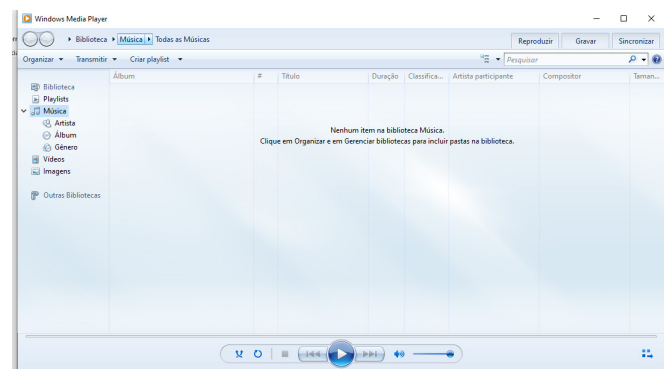 Windows Media Player
Biblioteca Música Todas as Músicas
Reproduzir Gravar Sincronizar
Organizar Transmitir Criar playlist
Pesquisar
Álbum # Título Duração Classifica... Artista participante Compositor Taman...
Biblioteca
Playlists
Música
Artista
Álbum
Gênero
Vídeos
Imagens
Outras Bibliotecas
Nenhum item na biblioteca Música.
Clique em Organizar e em Gerenciar bibliotecas para incluir pastas na biblioteca.